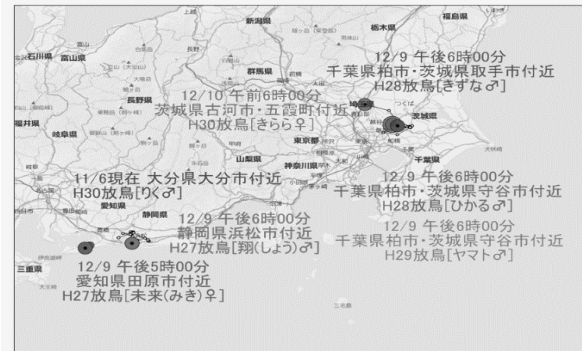 新潟県
福島県
栃木県
石川県
富山県
群馬県
長野県
福井県
岐阜県
12/9 午後6時00分
千葉県柏市・茨城県取手市付近
H28放鳥[きずな♂]
12/10 午前6時00分
茨城県古河市・五霞町付近
H30放鳥[きらら♀]
茨城県
東京都
山梨県
神奈川県
千葉県
11/6現在 大分県大分市付近
H30放鳥[りく♂]
愛知県
静岡県
12/9 午後6時00分
静岡県浜松市付近
H27放鳥[翔(しょう)♂]
12/9 午後6時00分
千葉県柏市・茨城県守谷市付近
H28放鳥[ひかる♂]
12/9 午後6時00分
千葉県柏市・茨城県守谷市付近
H29放鳥[ヤマト♂]
三重県
12/9 午後5時00分
愛知県田原市付近
H27放鳥[未来(みき)♀]